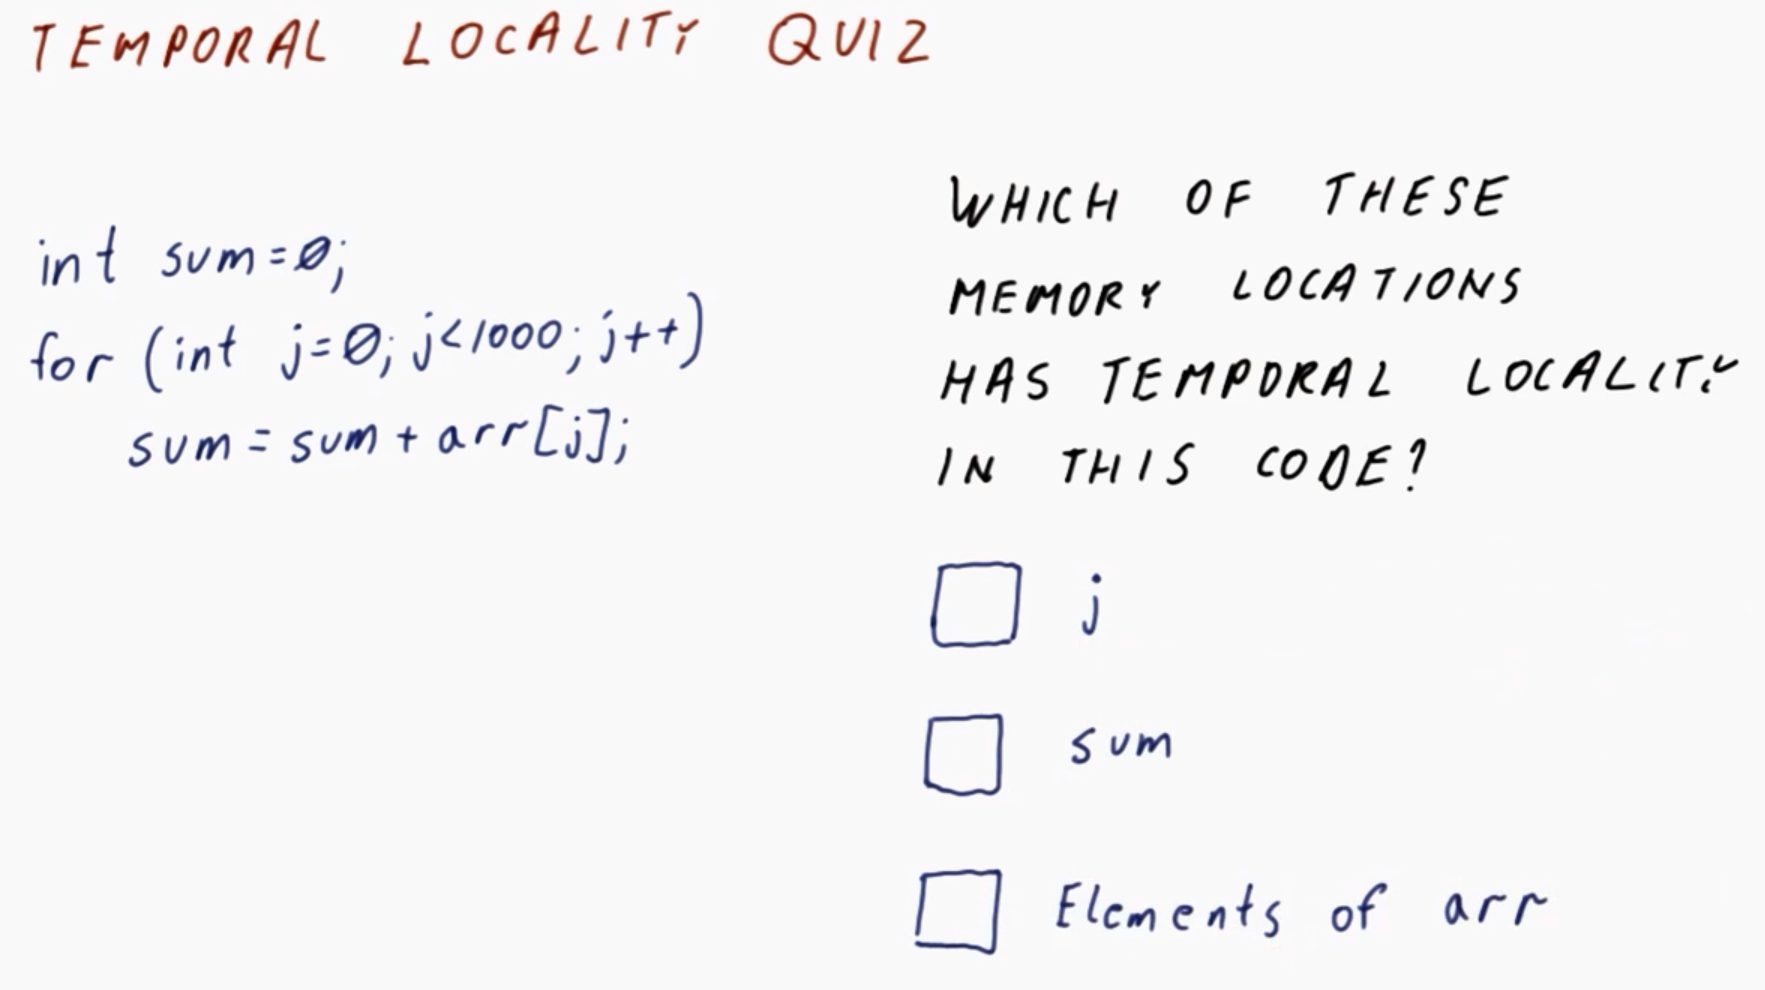 TEMPORAL LOCALITY QUIZ
int sum=0;
for (int j=0; j<1000; j++)
sum = sum + arr[j];
WHICH OF THESE
MEMORY LOCATIONS
HAS TEMPORAL LOCALITY
IN THIS CODE?
j
sum
Elements of arr